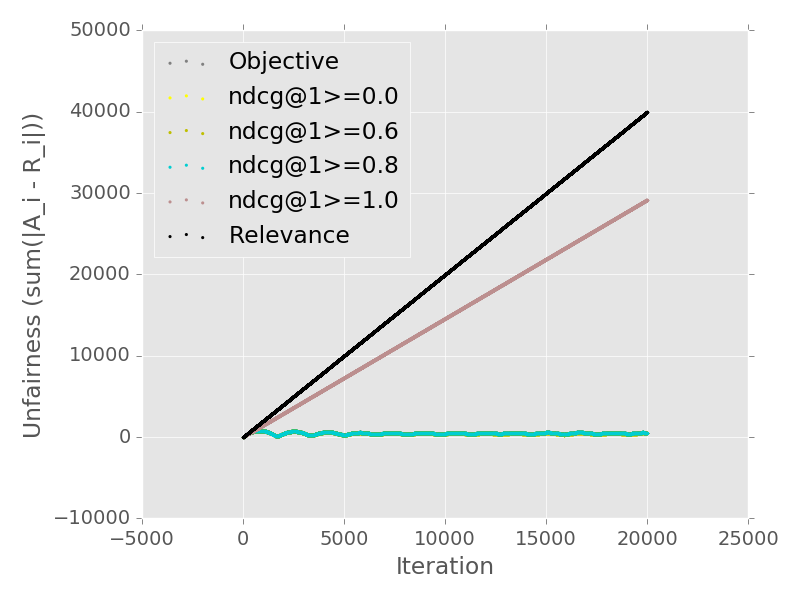 50000
40000
30000
20000
10000
0
−10000
Unfairness (sum(|A_i - R_i|))
Objective
ndcg@1>=0.0
ndcg@1>=0.6
ndcg@1>=0.8
ndcg@1>=1.0
Relevance
−5000 0 5000 10000 15000 20000 25000
Iteration